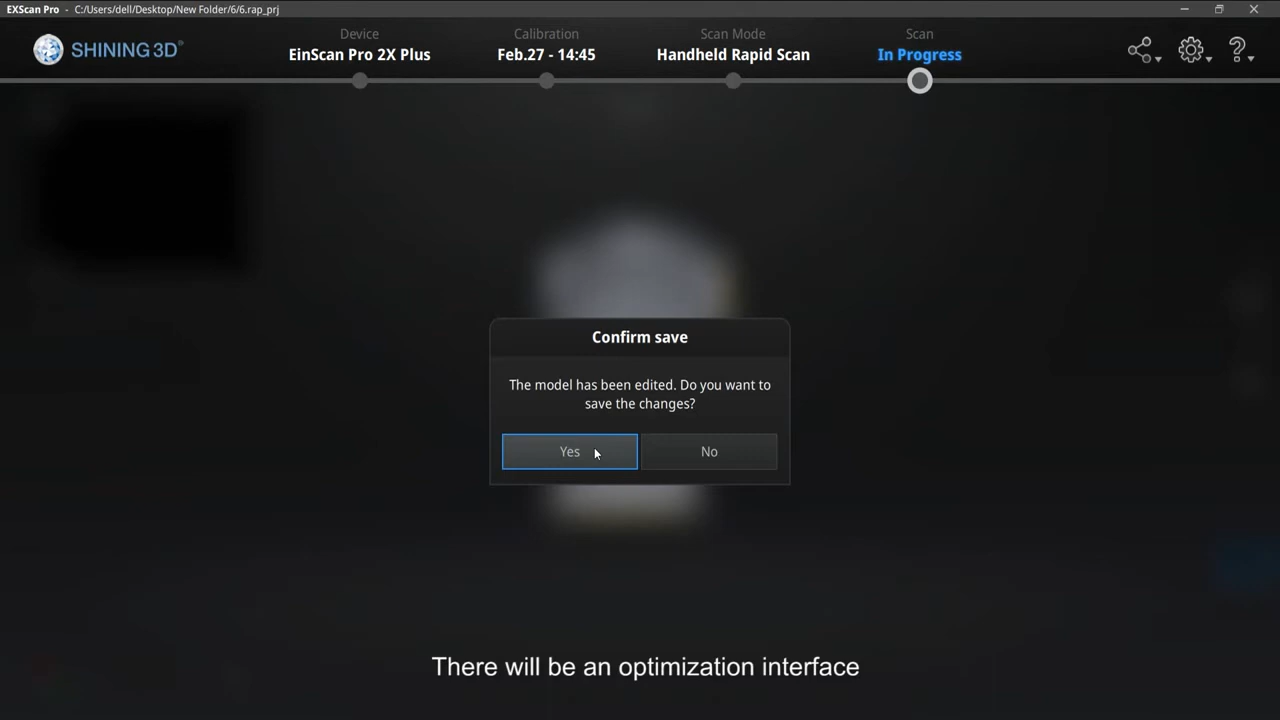 EXScan Pro - C:/Users/dell/Desktop/New Folder/6/6.rap_prj
SHINING 3D®
Device
EinScan Pro 2X Plus
Calibration
Feb.27 - 14:45
Scan Mode
Handheld Rapid Scan
Scan
In Progress
Confirm save
The model has been edited. Do you want to
save the changes?
Yes
No
There will be an optimization interface